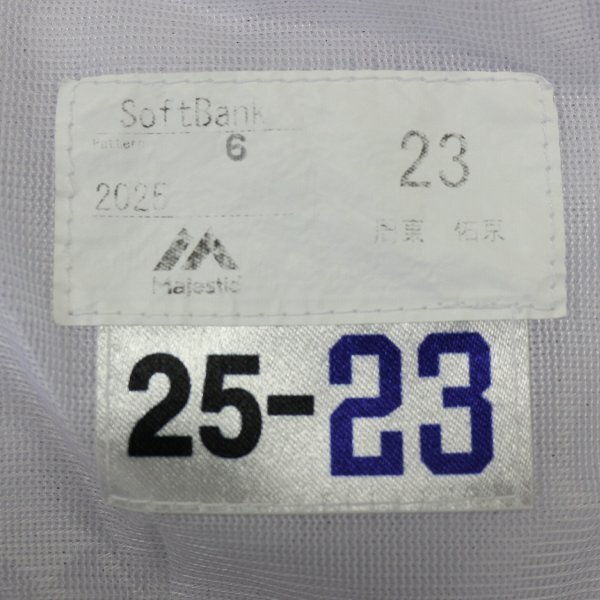 SoftBank
Pattern 6
23
2025
周東 佑京
Majestic
25-23